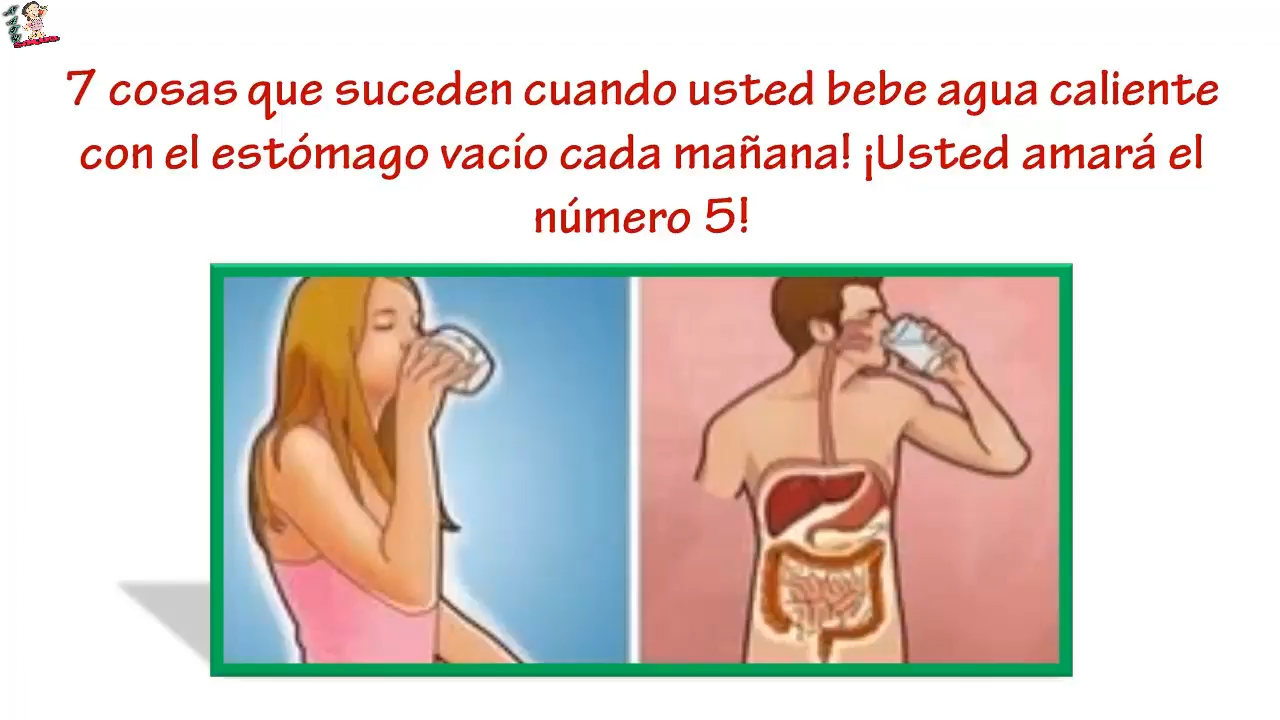 7 cosas que suceden cuando usted bebe agua caliente
con el estómago vacío cada mañana! ¡Usted amará el
número 5!